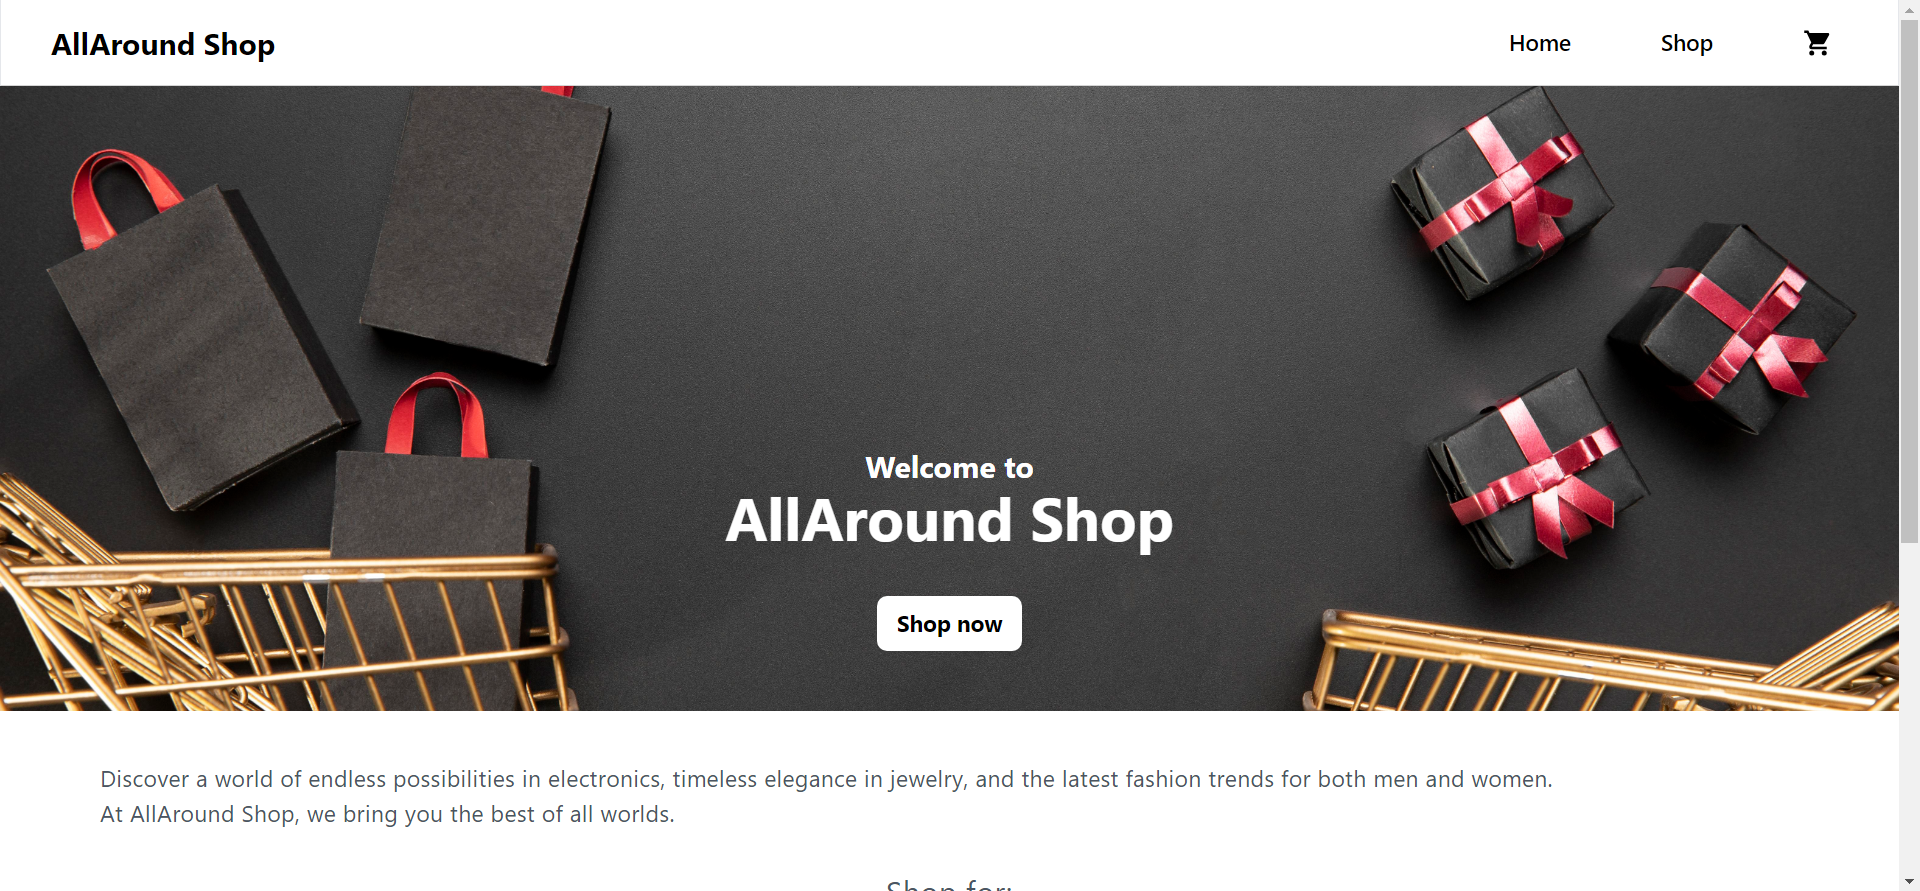 AllAround Shop
Home
Shop
Welcome to
AllAround Shop
Shop now
Discover a world of endless possibilities in electronics, timeless elegance in jewelry, and the latest fashion trends for both men and women.
At AllAround Shop, we bring you the best of all worlds.
Shop for: